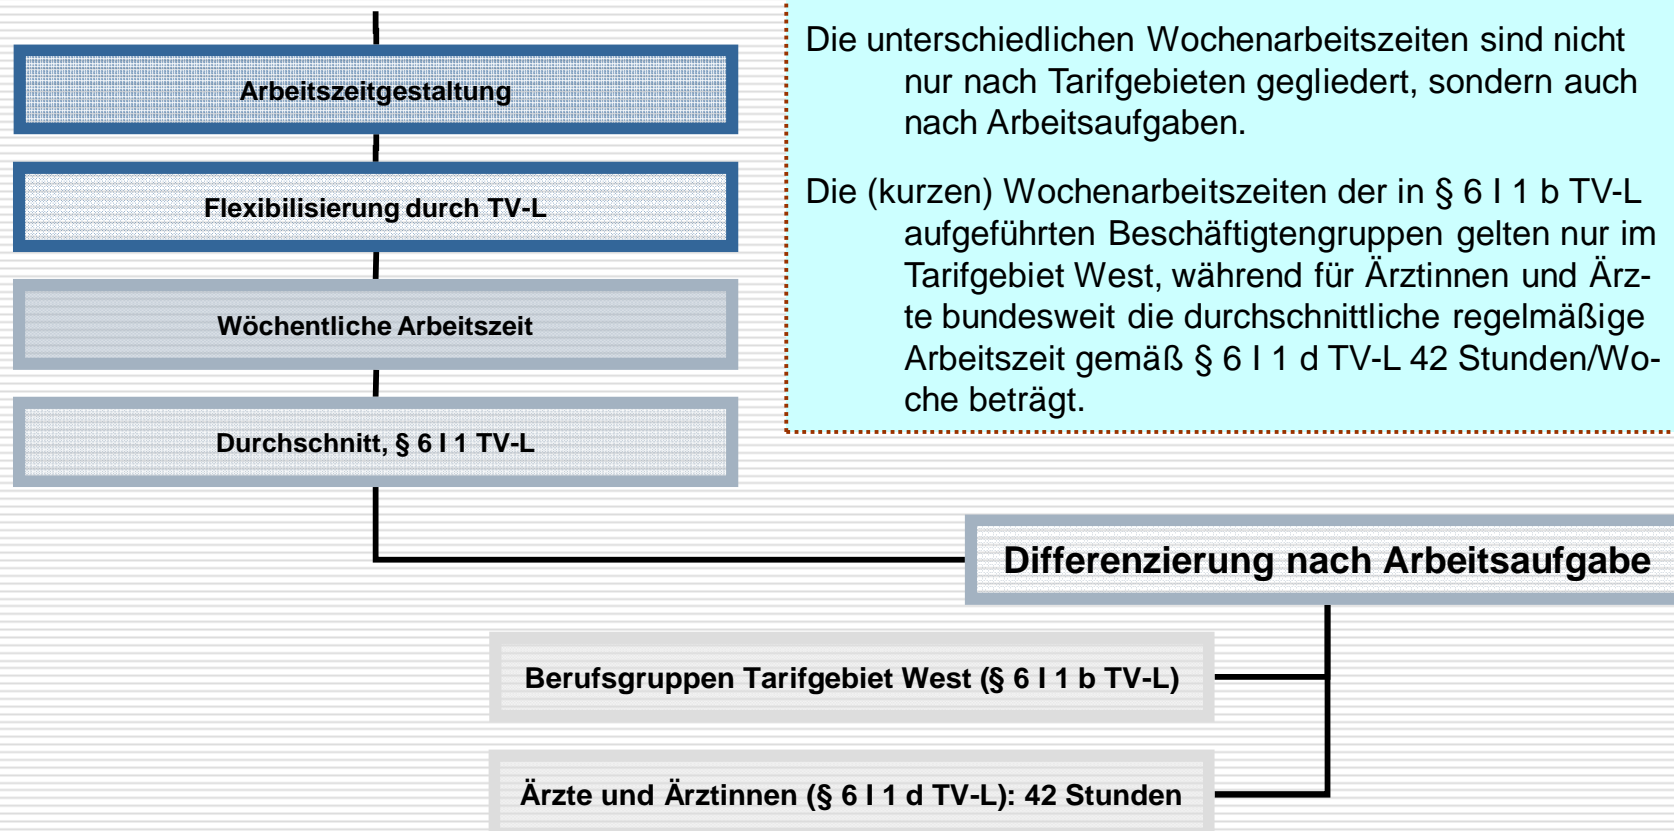 Arbeitszeitgestaltung
Flexibilisierung durch TV-L
Wöchentliche Arbeitszeit
Durchschnitt, § 6 I 1 TV-L
Die unterschiedlichen Wochenarbeitszeiten sind nicht
nur nach Tarifgebieten gegliedert, sondern auch
nach Arbeitsaufgaben.
Die (kurzen) Wochenarbeitszeiten der in § 6 I 1 b TV-L
aufgeführten Beschäftigtengruppen gelten nur im
Tarifgebiet West, während für Ärztinnen und Ärz-
te bundesweit die durchschnittliche regelmäßige
Arbeitszeit gemäß § 6 I 1 d TV-L 42 Stunden/Wo-
che beträgt.
Differenzierung nach Arbeitsaufgabe
Berufsgruppen Tarifgebiet West (§ 6 I 1 b TV-L)
Ärzte und Ärztinnen (§ 6 I 1 d TV-L): 42 Stunden